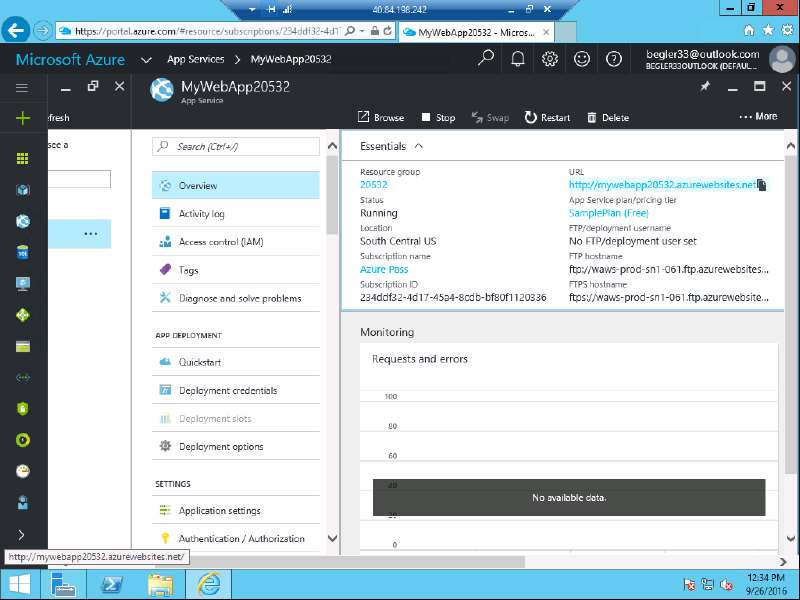 40.84.198.242
https://portal.azure.com/#resource/subscriptions/234ddf32-4d17
MyWebApp20532 - Micros...
Microsoft Azure
App Services
MyWebApp20532
begler33@outlook.com
BEGLER33OUTLOOK (DEFAUL...
MyWebApp20532
App Service
efresh
Browse
Stop
Swap
Restart
Delete
··· More
see a
Search (Ctrl+/)
Overview
Activity log
Access control (IAM)
Tags
Diagnose and solve problems
APP DEPLOYMENT
Quickstart
Deployment credentials
Deployment slots
Deployment options
SETTINGS
Application settings
Authentication / Authorization
Essentials
Resource group
20532
Status
Running
Location
South Central US
Subscription name
Azure Pass
Subscription ID
234ddf32-4d17-45a4-8cdb-bf80f1120336
URL
http://mywebapp20532.azurewebsites.net
App Service plan/pricing tier
SamplePlan (Free)
FTP/deployment username
No FTP/deployment user set
FTP hostname
ftp://waws-prod-sn1-061.ftp.azurewebsites...
FTPS hostname
ftps://waws-prod-sn1-061.ftp.azurewebsite...
Monitoring
Requests and errors
100
80
60
40
No available data.
20
0
http://mywebapp20532.azurewebsites.net/
12:34 PM
9/26/2016